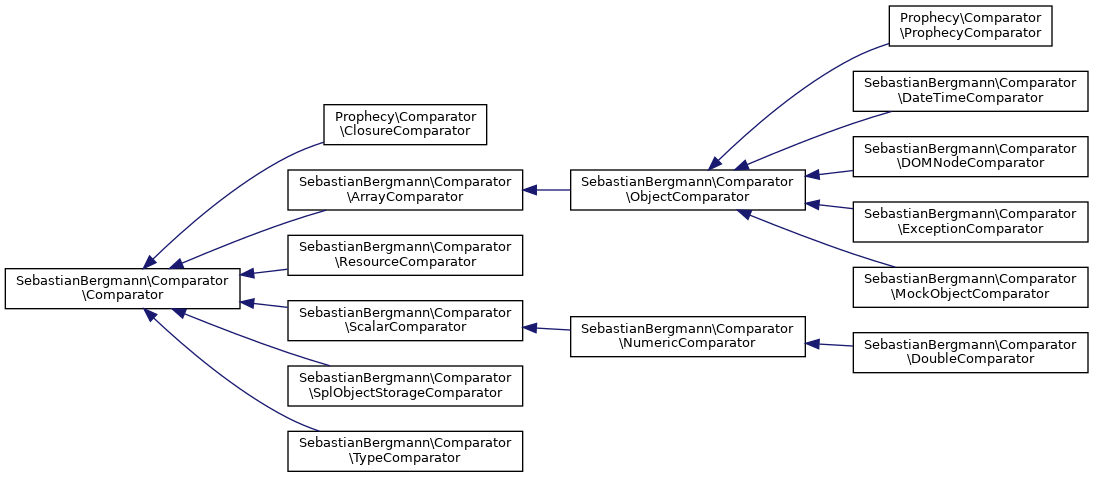 Prophecy\Comparator
\ProphecyComparator
SebastianBergmann\Comparator
\DateTimeComparator
Prophecy\Comparator
\ClosureComparator
SebastianBergmann\Comparator
\DOMNodeComparator
SebastianBergmann\Comparator
\ArrayComparator
SebastianBergmann\Comparator
\ObjectComparator
SebastianBergmann\Comparator
\ExceptionComparator
SebastianBergmann\Comparator
\ResourceComparator
SebastianBergmann\Comparator
\Comparator
SebastianBergmann\Comparator
\MockObjectComparator
SebastianBergmann\Comparator
\ScalarComparator
SebastianBergmann\Comparator
\NumericComparator
SebastianBergmann\Comparator
\DoubleComparator
SebastianBergmann\Comparator
\SplObjectStorageComparator
SebastianBergmann\Comparator
\TypeComparator